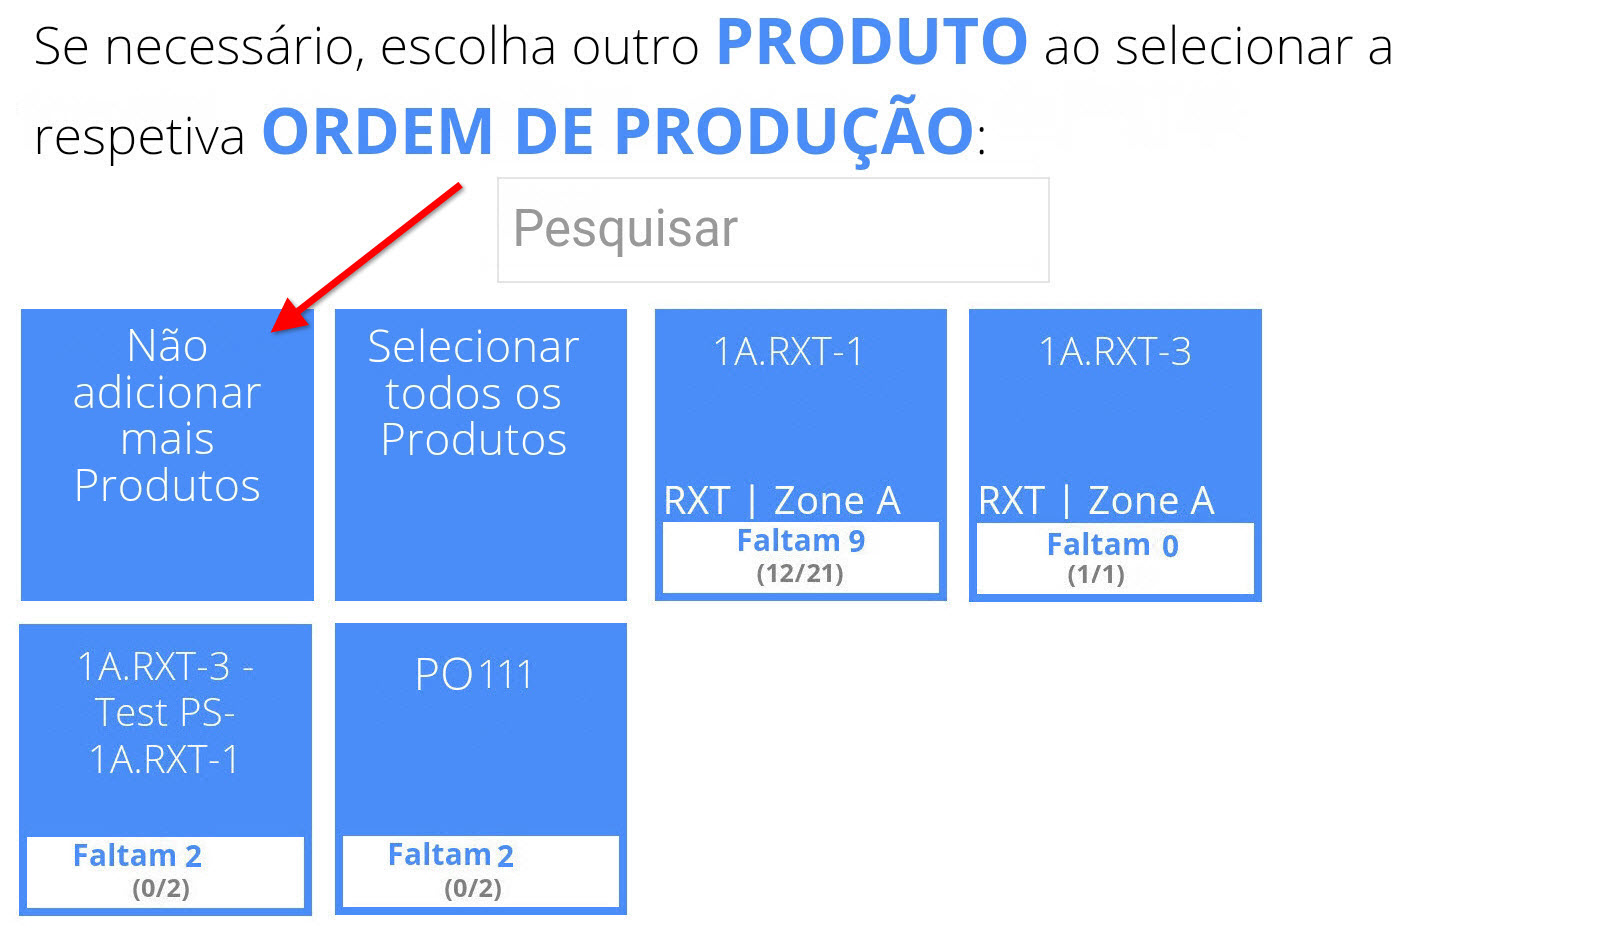 Se necessário, escolha outro PRODUTO ao selecionar a
respetiva ORDEM DE PRODUÇÃO:
Pesquisar
Não
adicionar
mais
Produtos
Selecionar
todos os
Produtos
1A.RXT-1
RXT | Zone A
Faltam 9
(12/21)
1A.RXT-3
RXT | Zone A
Faltam 0
(1/1)
1A.RXT-3 -
Test PS-
1A.RXT-1
Faltam 2
(0/2)
PO111
Faltam 2
(0/2)